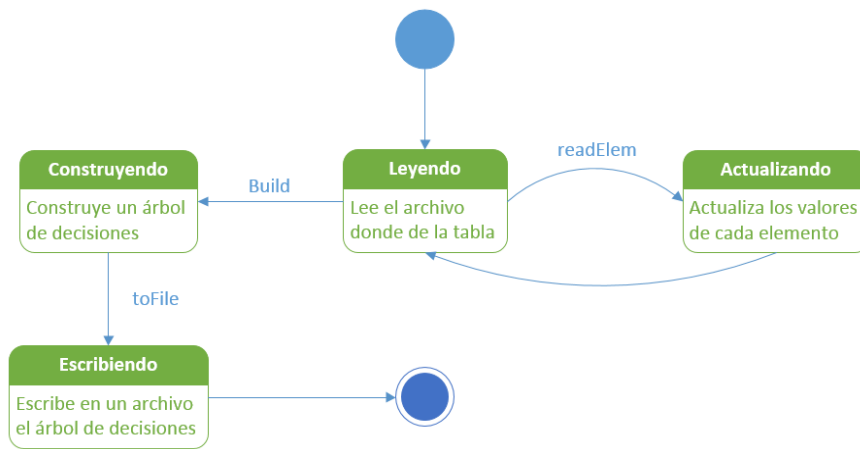 readElem
Construyendo
Construye un árbol
de decisiones
Build
Leyendo
Lee el archivo
donde de la tabla
Actualizando
Actualiza los valores
de cada elemento
toFile
Escribiendo
Escribe en un archivo
el árbol de decisiones